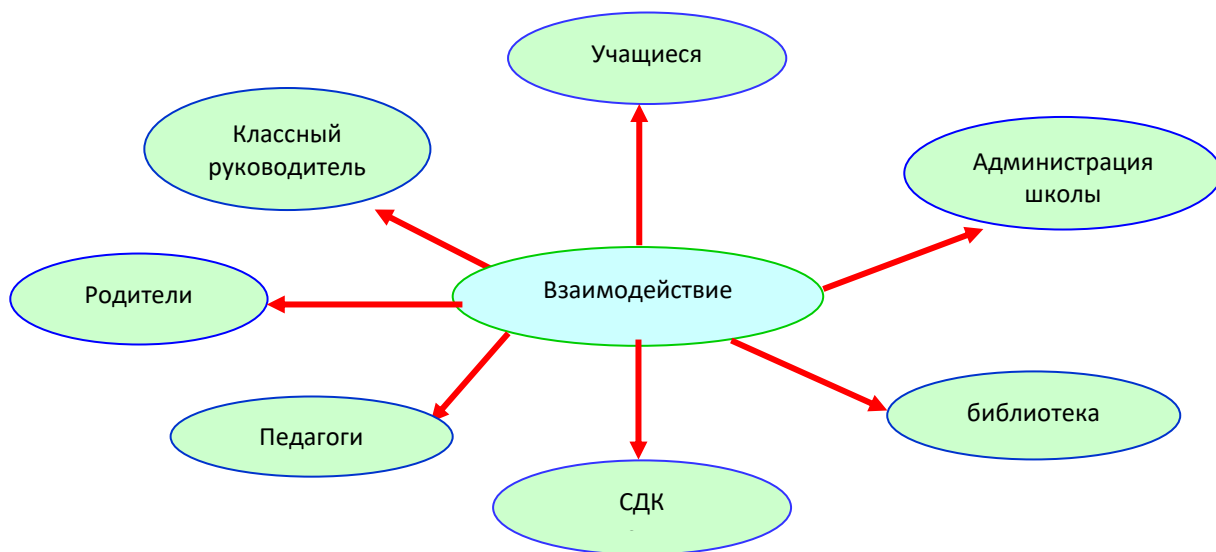 Учащиеся
Классный
руководитель
Администрация
школы
Родители
Взаимодействие
библиотека
Педагоги
СДК